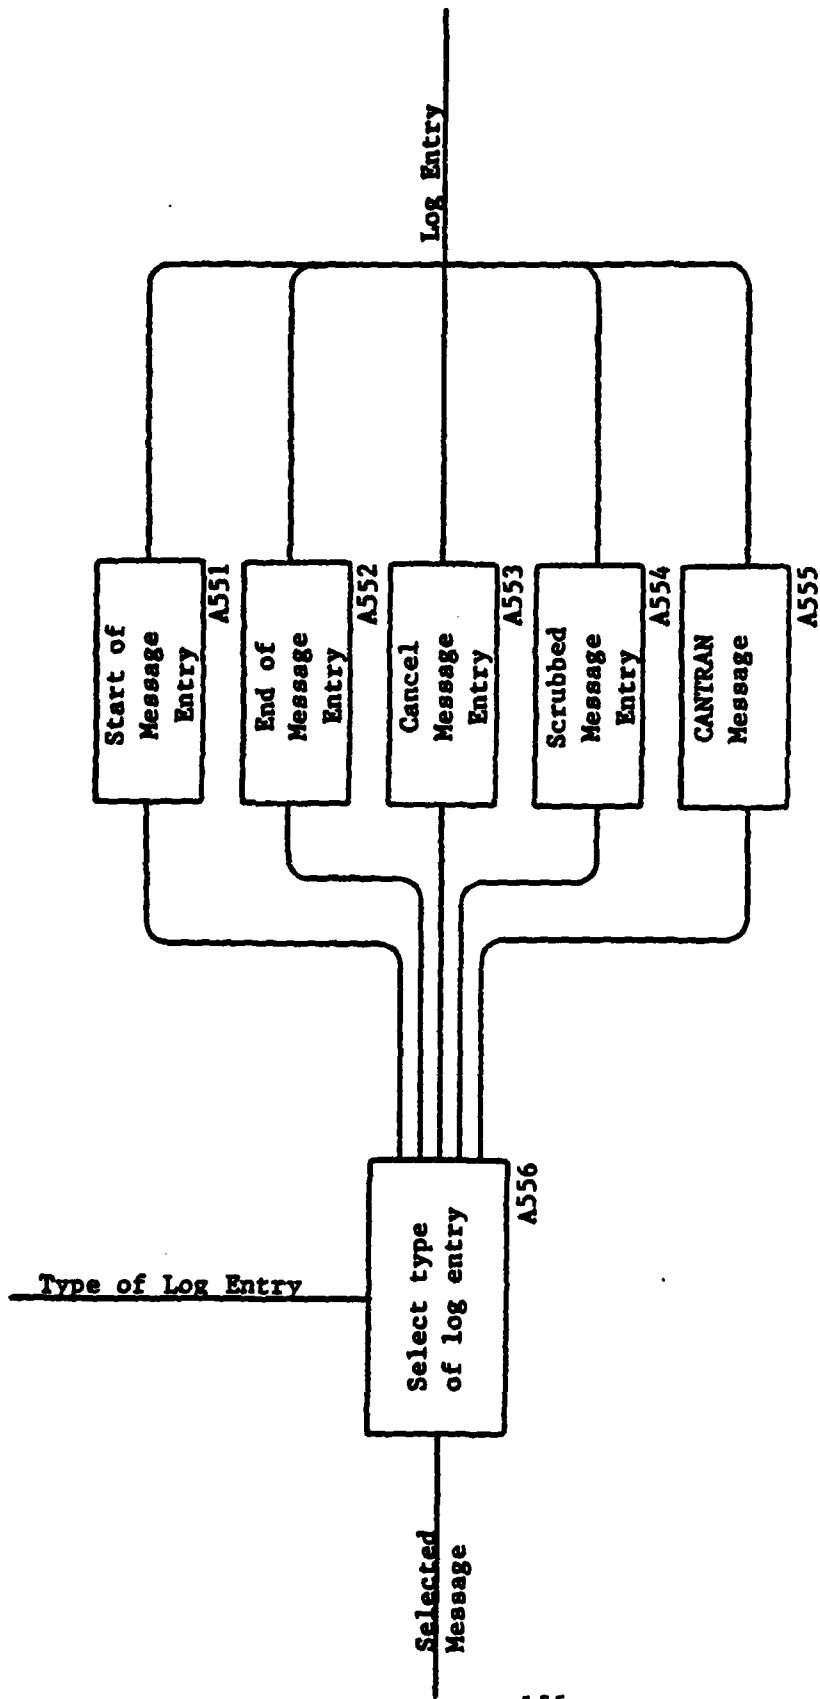 Type of Log Entry
Selected
Message
Select type
of log entry
A556
Start of
Message
Entry
A551
End of
Message
Entry
A552
Cancel
Message
Entry
A553
Scrubbed
Message
Entry
A554
CANTRAN
Message
A555
Log Entry